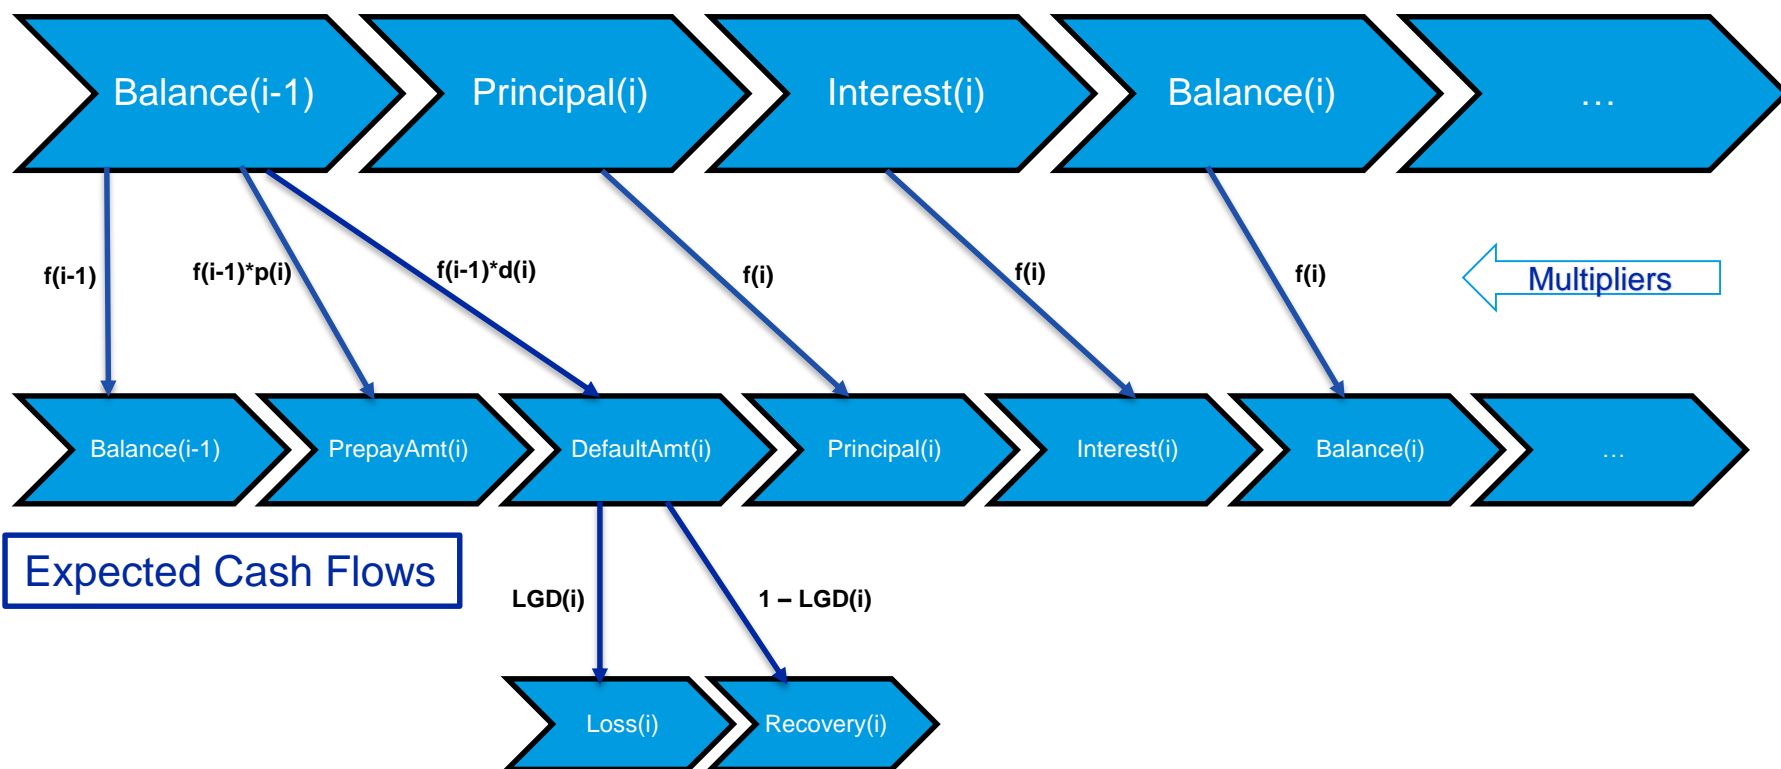 Balance(i-1)
Principal(i)
Interest(i)
Balance(i)
…
f(i-1)
f(i-1)*p(i)
f(i-1)*d(i)
f(i)
f(i)
f(i)
Multipliers
Balance(i-1)
PrepayAmt(i)
DefaultAmt(i)
Principal(i)
Interest(i)
Balance(i)
…
Expected Cash Flows
LGD(i)
1 – LGD(i)
Loss(i)
Recovery(i)